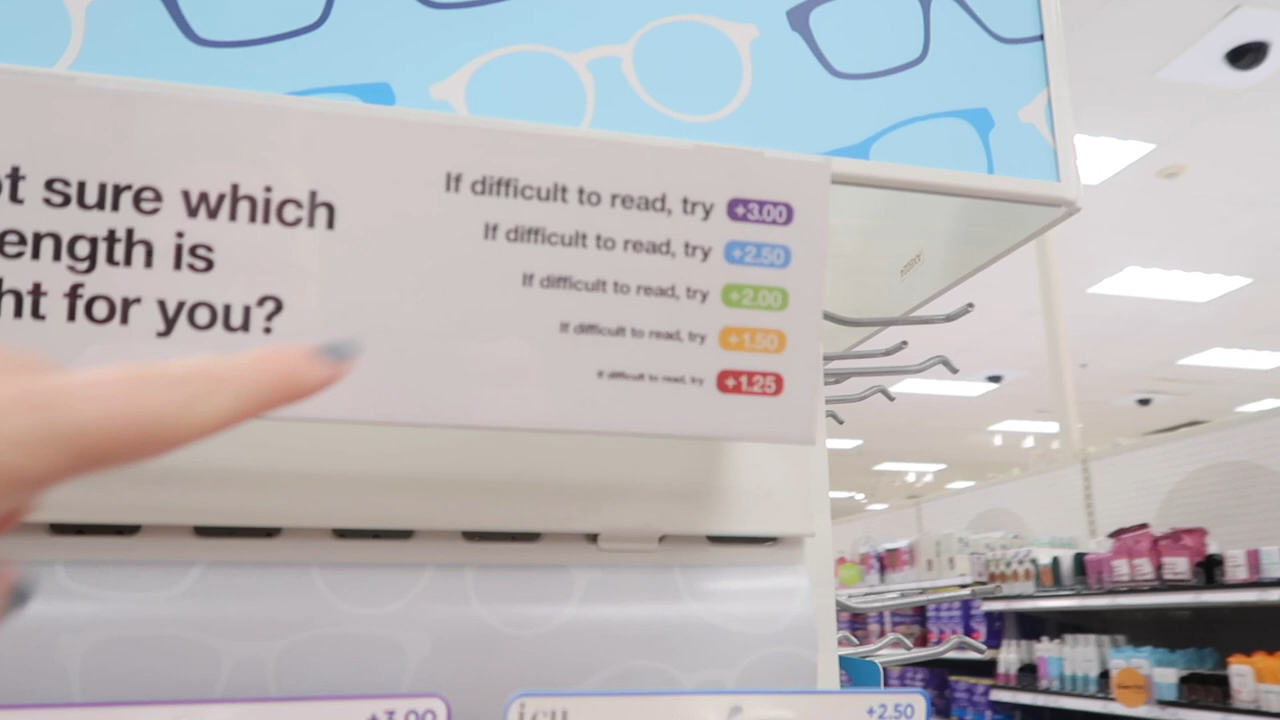 ot sure which
ength is
ht for you?
If difficult to read, try +3.00
If difficult to read, try +2.50
If difficult to read, try +2.00
If difficult to read, try +1.50
If difficult to read, try +1.25
+3.00
icu +2.50